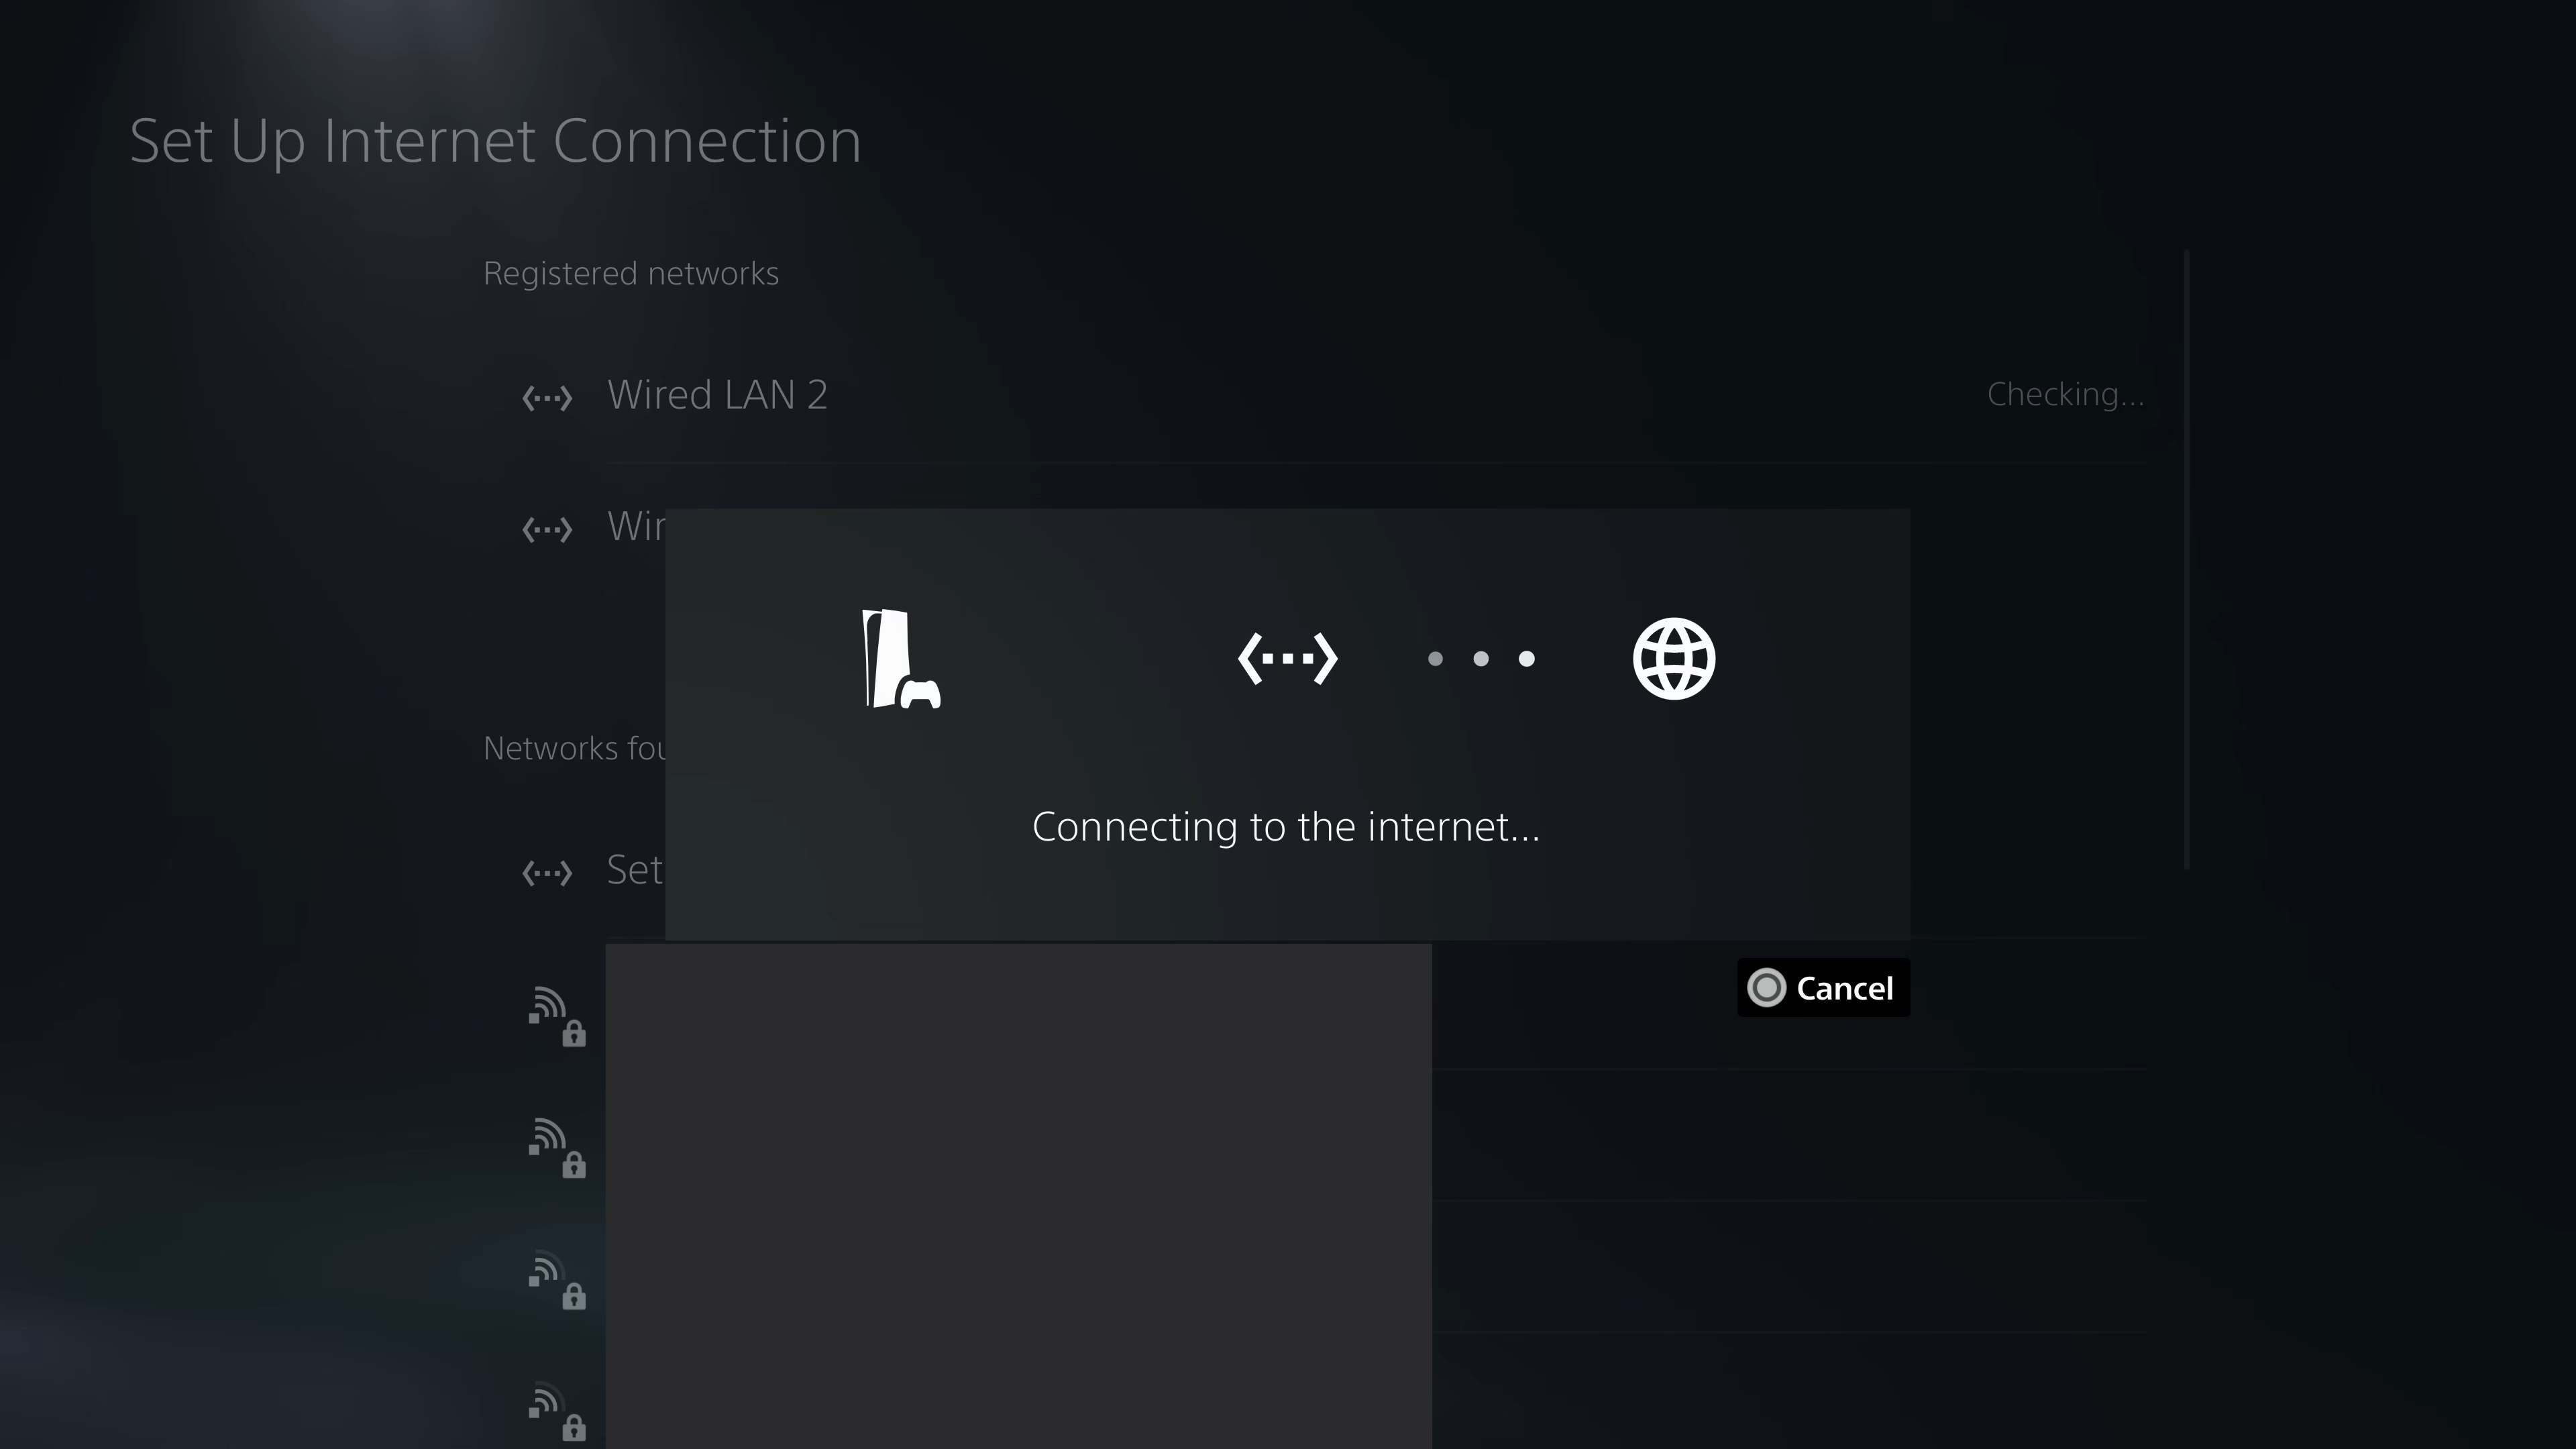 Set Up Internet Connection
Registered networks
Wired LAN 2
Checking...
Wir
Networks fou
Connecting to the internet...
Set
Cancel